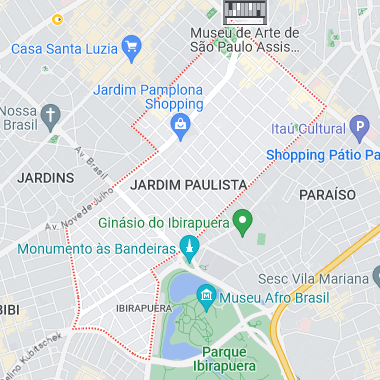 Museu de Arte de
São Paulo Assis...
Casa Santa Luzia
Jardim Pamplona
Shopping
Nossa
Brasil
Itaú Cultural
Shopping Pátio Pa
Av. Brasil
JARDINS
JARDIM PAULISTA
PARAÍSO
Av. Nove de Julho
Ginásio do Ibirapuera
Monumento às Bandeiras
Sesc Vila Mariana
Museu Afro Brasil
IBIRAPUERA
BIBI
Parque
Ibirapuera
elino Kubitschek